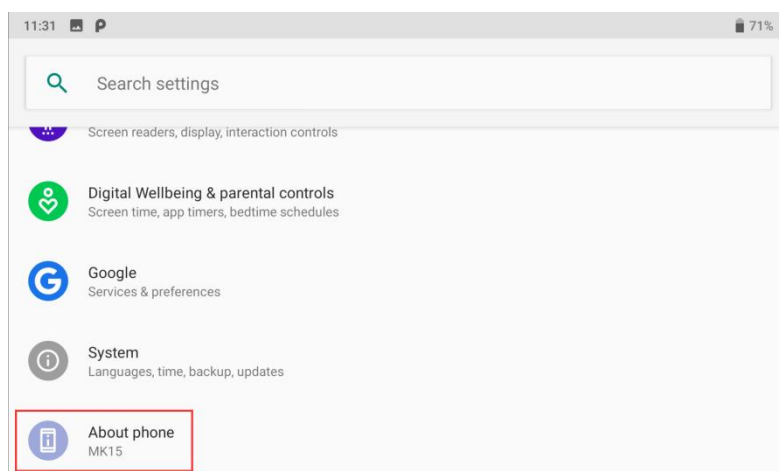 11:31
71%
Search settings
Screen readers, display, interaction controls
Digital Wellbeing & parental controls
Screen time, app timers, bedtime schedules
Google
Services & preferences
System
Languages, time, backup, updates
About phone
MK15